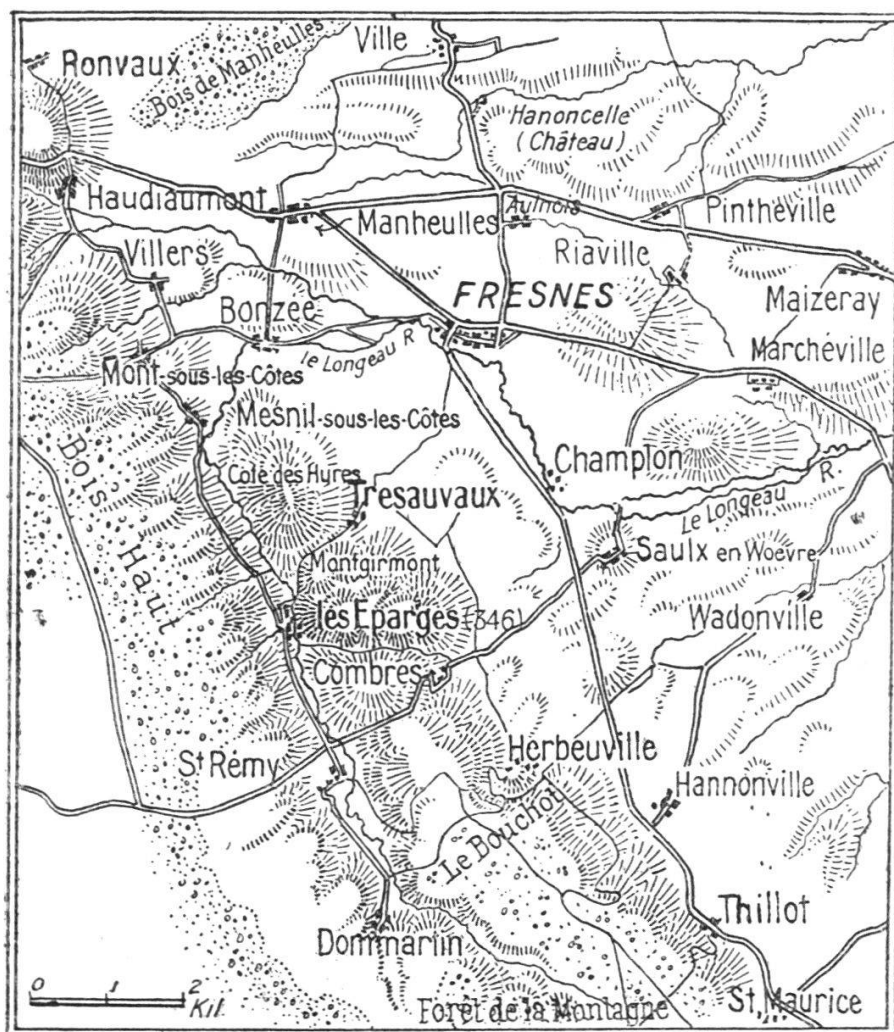 Ville
Ronvaux
Bois de Manheulles
Hanoncelle
(Château)
Haudiaumont
Manheulles
Aulnois
Pinthéville
Villers
Riaville
Bonzée
FRESNES
Maizeray
le Longeau R
Marchéville
Mont-sous-les-Côtes
Mesnil-sous-les-Côtes
Bois Haut
Côte des Hures
Champlon
Tresauvaux
Le Longeau R.
Montgirmont
Saulx en Woëvre
les Eparges (346)
Wadonville
Combres
St Rémy
Herbeuville
Hannonville
Le Bouchot
Thillot
Dommartin
0 1 2
Kil.
Forêt de la Montagne
St Maurice